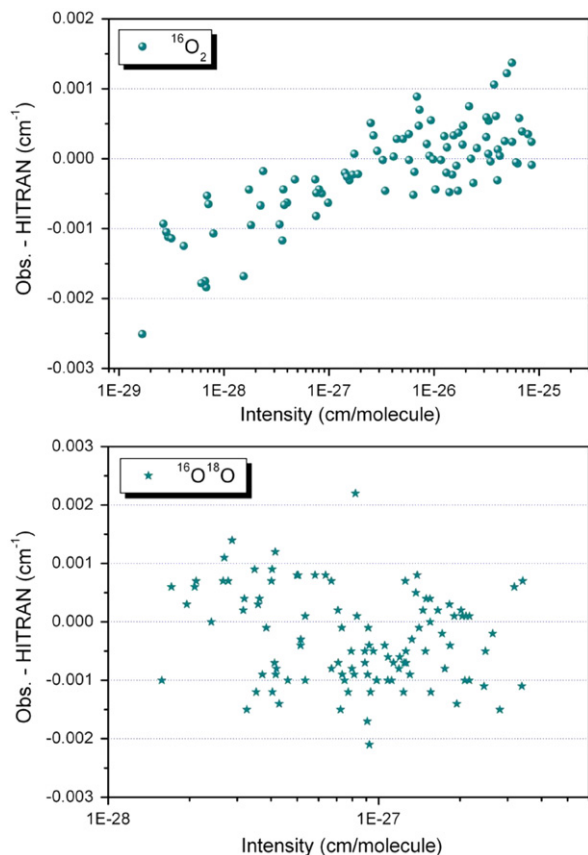 0.002
0.001
0.000
-0.001
-0.002
-0.003
Obs. - HITRAN (cm⁻¹)
¹⁶O₂
1E-29
1E-28
1E-27
1E-26
1E-25
Intensity (cm/molecule)
0.003
0.002
0.001
0.000
-0.001
-0.002
-0.003
Obs. - HITRAN (cm⁻¹)
¹⁶O¹⁸O
1E-28
1E-27
Intensity (cm/molecule)